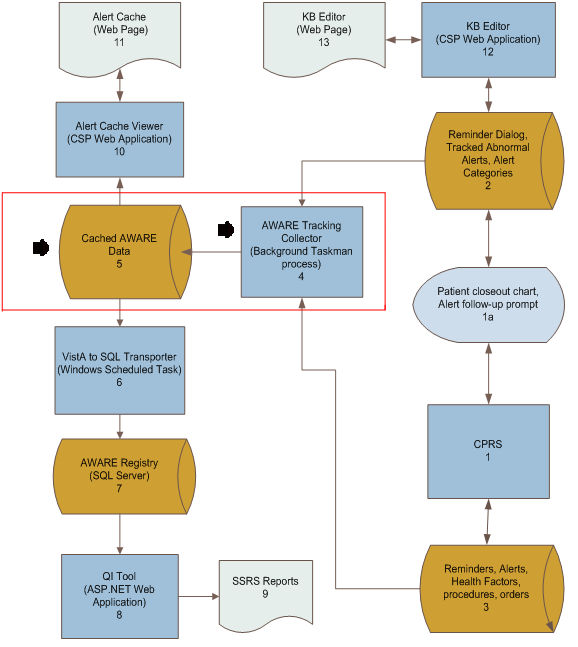 Alert Cache
(Web Page)
11
KB Editor
(Web Page)
13
KB Editor
(CSP Web Application)
12
Alert Cache Viewer
(CSP Web Application)
10
Reminder Dialog,
Tracked Abnormal
Alerts, Alert
Categories
2
Cached AWARE
Data
5
AWARE Tracking
Collector
(Background Taskman
process)
4
Patient closeout chart,
Alert follow-up prompt
1a
VistA to SQL Transporter
(Windows Scheduled Task)
6
CPRS
1
AWARE Registry
(SQL Server)
7
QI Tool
(ASP.NET Web
Application)
8
SSRS Reports
9
Reminders, Alerts,
Health Factors,
procedures, orders
3